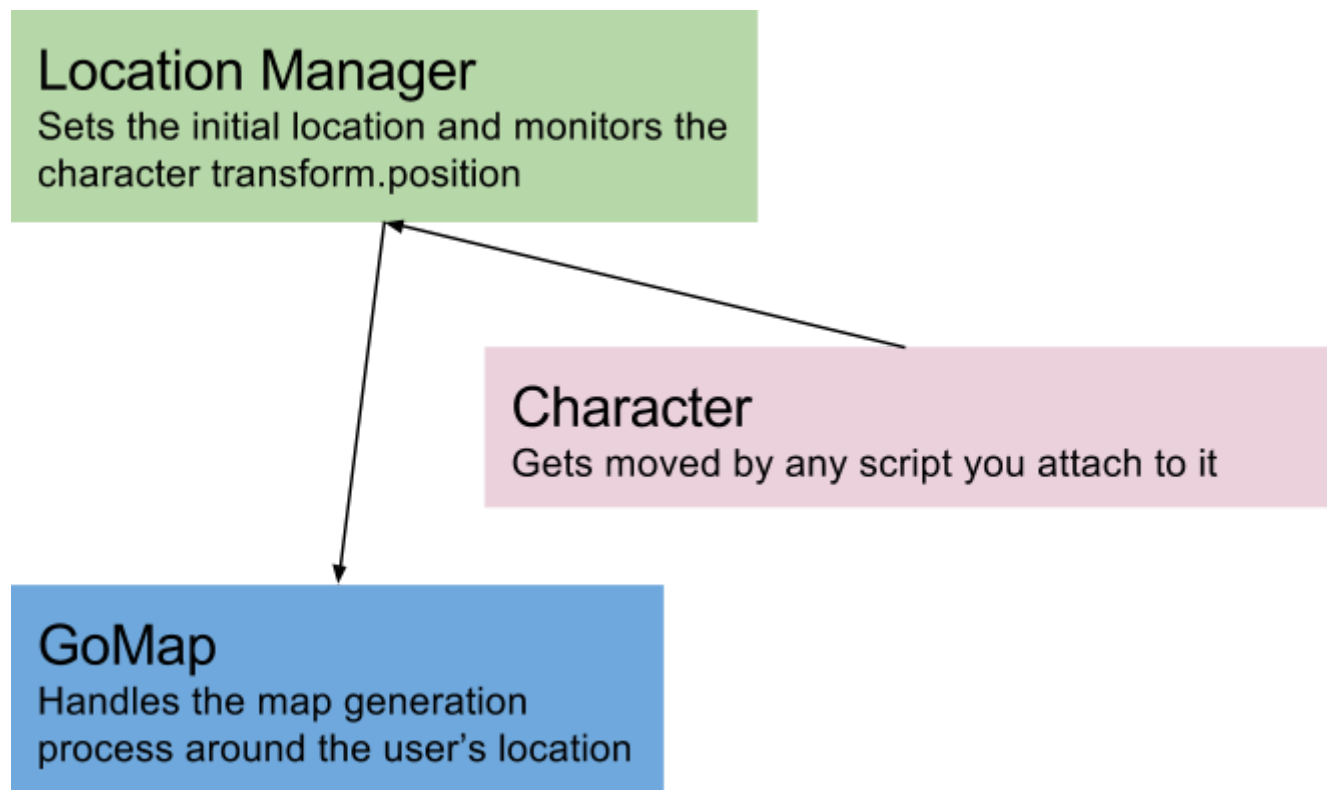 Location Manager
Sets the initial location and monitors the
character transform.position
Character
Gets moved by any script you attach to it
GoMap
Handles the map generation
process around the user’s location